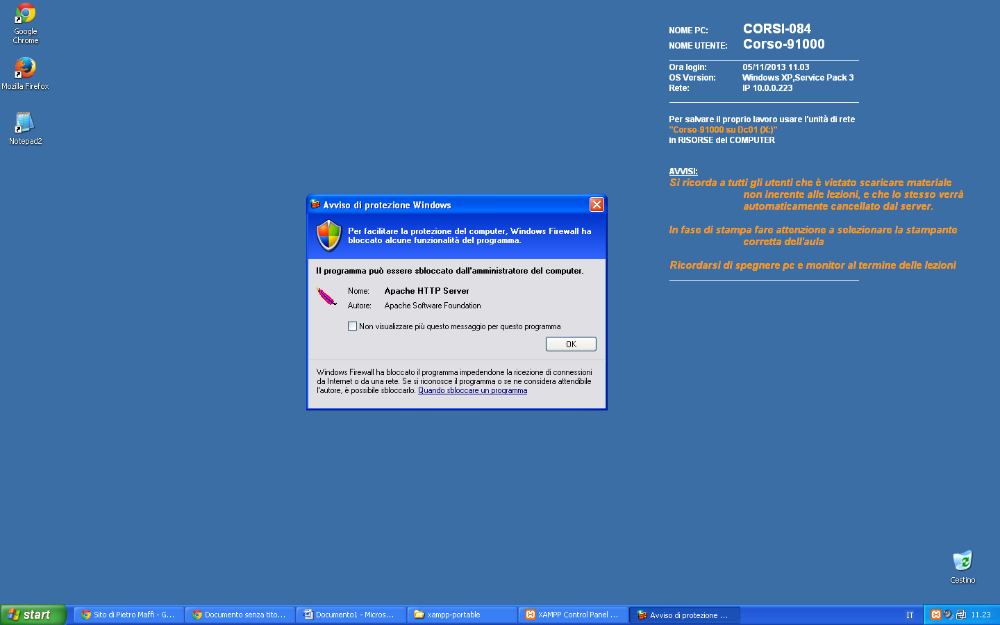 Google
Chrome
Mozilla Firefox
Notepad2
NOME PC: CORSI-084
NOME UTENTE: Corso-91000
Ora login: 05/11/2013 11.03
OS Version: Windows XP,Service Pack 3
Rete: IP 10.0.0.223
Per salvare il proprio lavoro usare l'unità di rete
"Corso-91000 su Dc01 (X:)"
in RISORSE del COMPUTER
AVVISI:
Si ricorda a tutti gli utenti che è vietato scaricare materiale
non inerente alle lezioni, e che lo stesso verrà
automaticamente cancellato dal server.
In fase di stampa fare attenzione a selezionare la stampante
corretta dell'aula
Ricordarsi di spegnere pc e monitor al termine delle lezioni
Avviso di protezione Windows
Per facilitare la protezione del computer, Windows Firewall ha
bloccato alcune funzionalità del programma.
Il programma può essere sbloccato dall'amministratore del computer.
Nome: Apache HTTP Server
Autore: Apache Software Foundation
Non visualizzare più questo messaggio per questo programma
OK
Windows Firewall ha bloccato il programma impedendone la ricezione di connessioni
da Internet o da una rete. Se si riconosce il programma o se ne considera attendibile
l'autore, è possibile sbloccarlo. Quando sbloccare un programma
Cestino
start
Sito di Pietro Maffi - G...
Documento senza tito...
Documento1 - Micros...
xampp-portable
XAMPP Control Panel ...
Avviso di protezione ...
IT
11.23